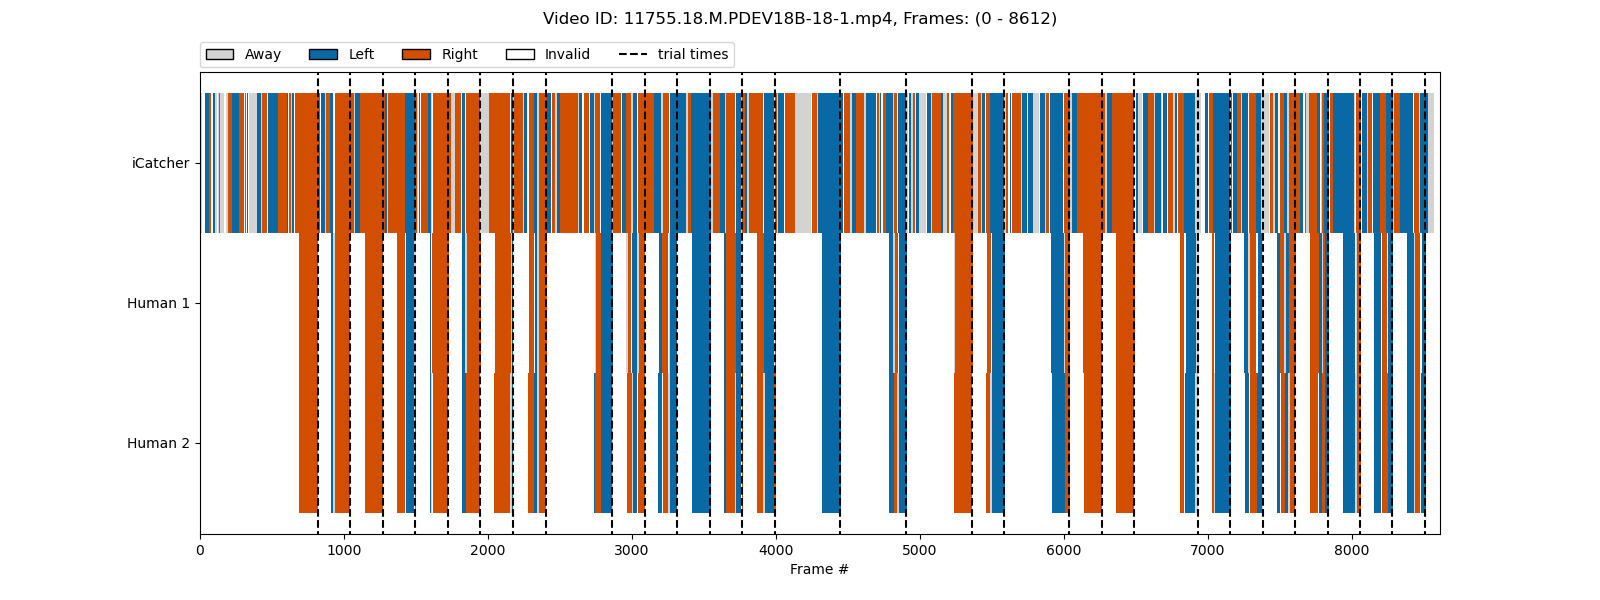 Video ID: 11755.18.M.PDEV18B-18-1.mp4, Frames: (0 - 8612)
Away Left Right Invalid trial times
iCatcher
Human 1
Human 2
0 1000 2000 3000 4000 5000 6000 7000 8000
Frame #